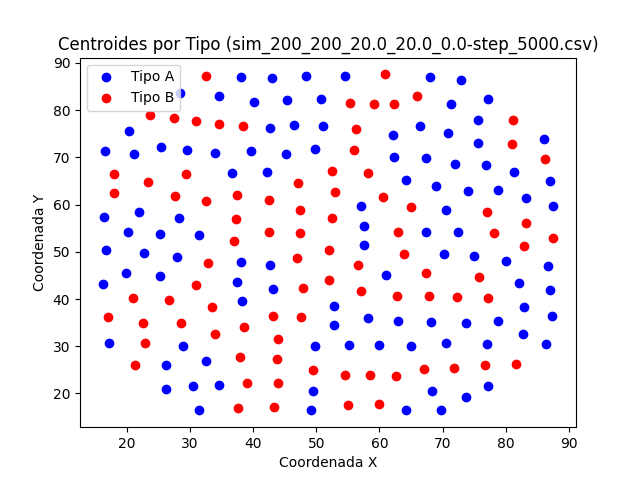 Centroides por Tipo (sim_200_200_20.0_20.0_0.0-step_5000.csv)
Tipo A
Tipo B
Coordenada Y
90
80
70
60
50
40
30
20
20 30 40 50 60 70 80 90
Coordenada X